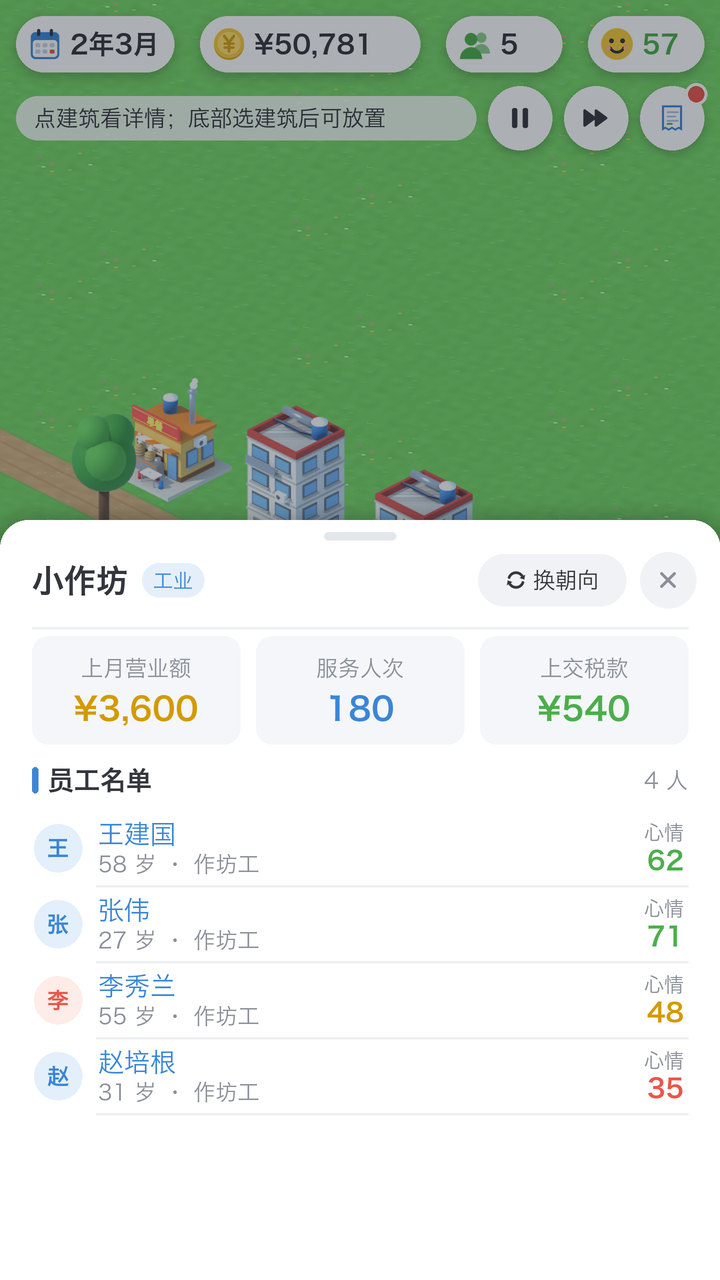 2年3月
¥50,781
5
57
点建筑看详情；底部选建筑后可放置
小作坊
工业
换朝向
上月营业额
¥3,600
服务人次
180
上交税款
¥540
员工名单
4 人
王
王建国
58 岁 · 作坊工
心情
62
张
张伟
27 岁 · 作坊工
心情
71
李
李秀兰
55 岁 · 作坊工
心情
48
赵
赵培根
31 岁 · 作坊工
心情
35